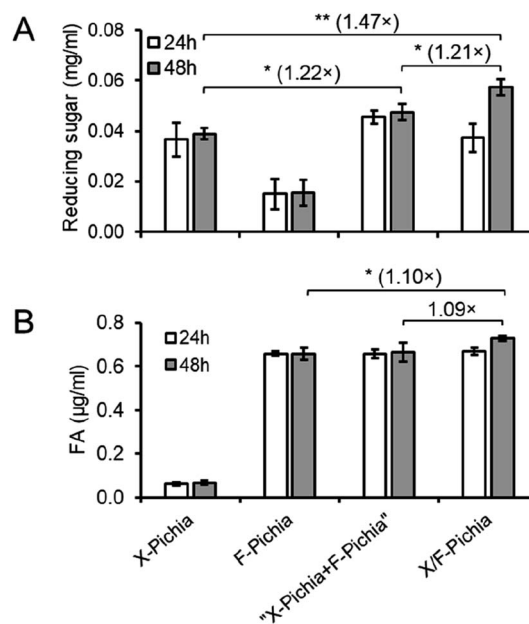 A
** (1.47×)
* (1.21×)
* (1.22×)
24h
48h
Reducing sugar (mg/ml)
0.08
0.06
0.04
0.02
0.00
B
* (1.10×)
1.09×
24h
48h
FA (µg/ml)
0.8
0.6
0.4
0.2
0.0
X-Pichia
F-Pichia
"X-Pichia+F-Pichia"
X/F-Pichia